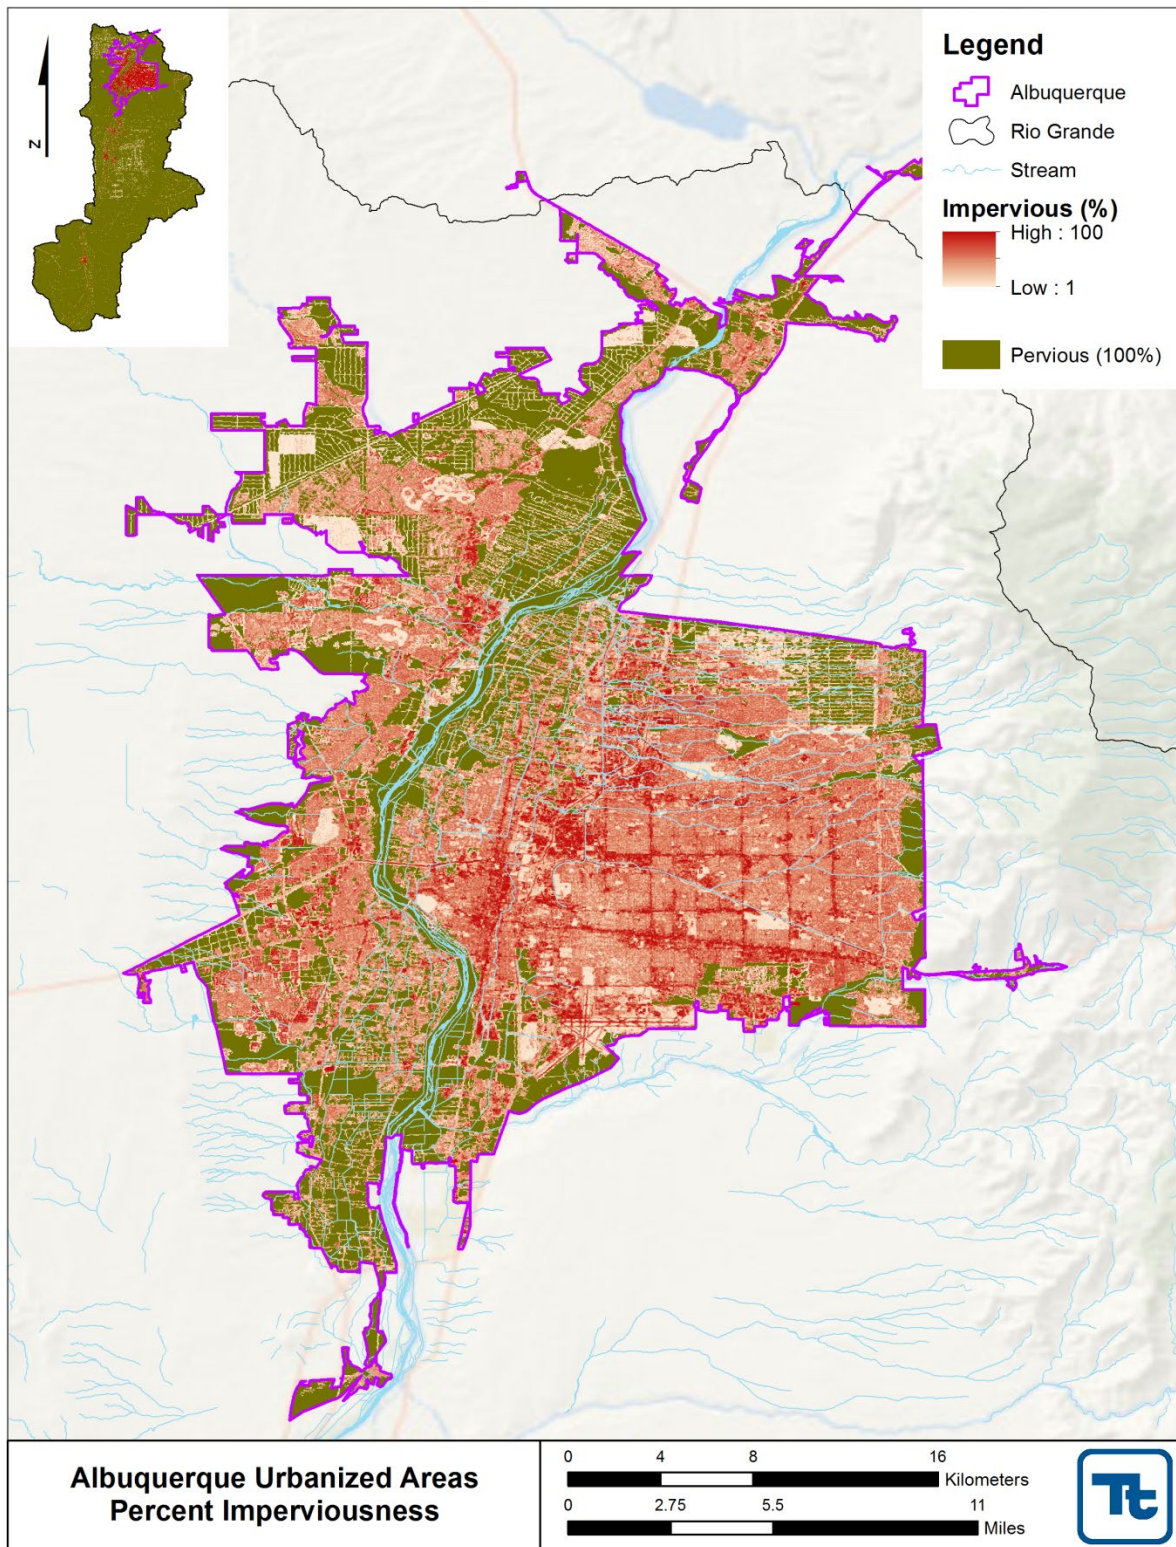 N
Legend
Albuquerque
Rio Grande
Stream
Impervious (%)
High : 100
Low : 1
Pervious (100%)
Albuquerque Urbanized Areas
Percent Imperviousness
0 4 8 16
Kilometers
0 2.75 5.5 11
Miles
Tt